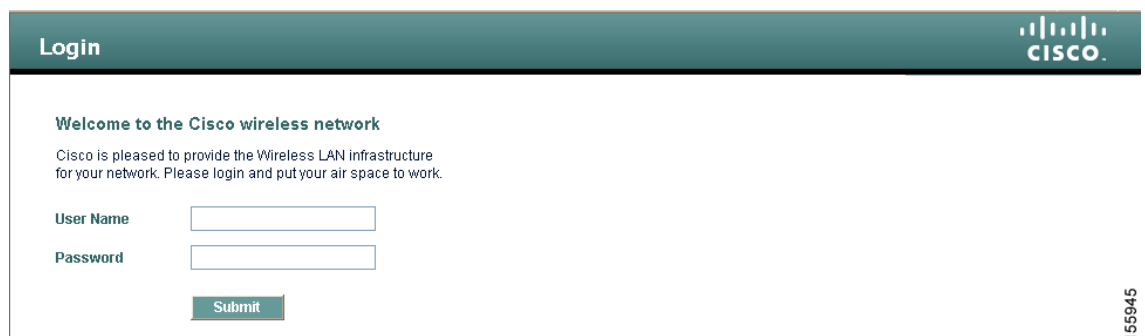 Login
CISCO.
Welcome to the Cisco wireless network
Cisco is pleased to provide the Wireless LAN infrastructure
for your network. Please login and put your air space to work.
User Name
Password
Submit
55945